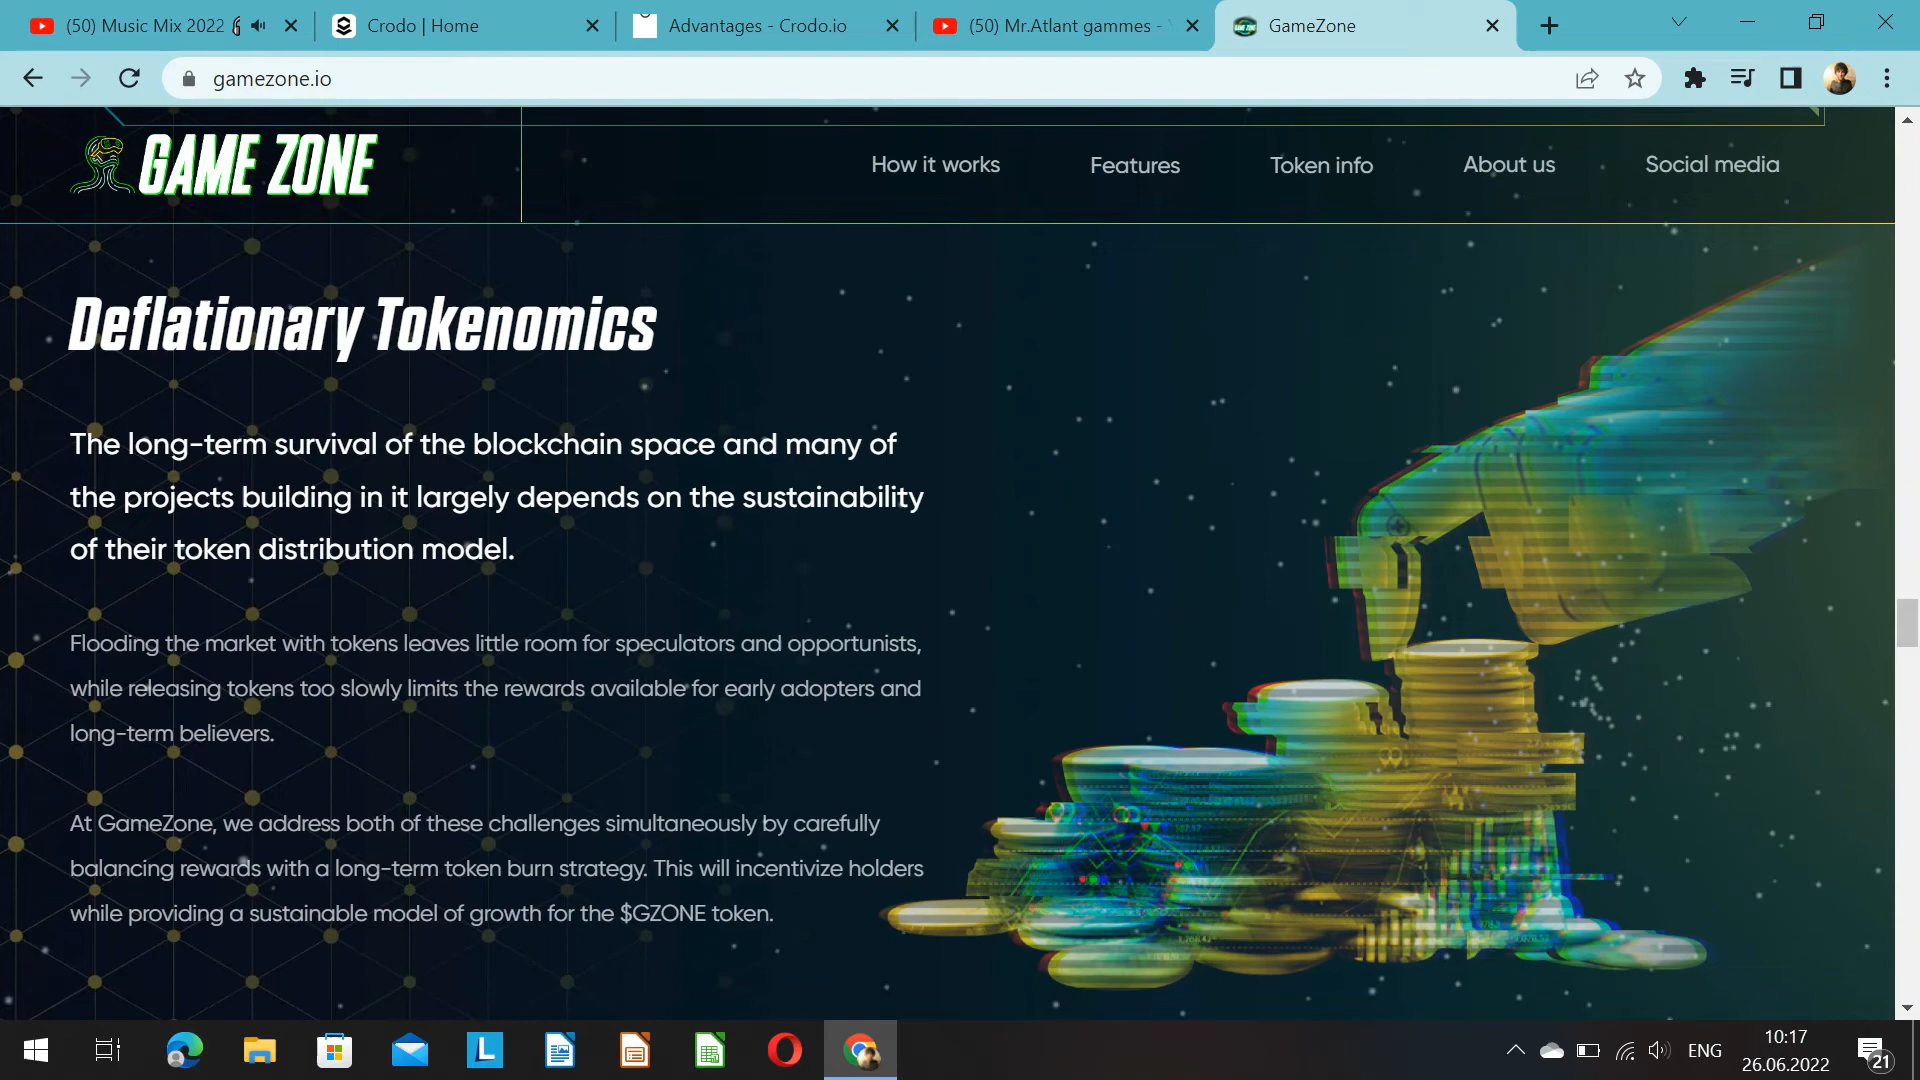 (50) Music Mix 2022
Crodo | Home
Advantages - Crodo.io
(50) Mr.Atlant gammes -
GameZone
gamezone.io
GAME ZONE
How it works
Features
Token info
About us
Social media
Deflationary Tokenomics
The long-term survival of the blockchain space and many of
the projects building in it largely depends on the sustainability
of their token distribution model.
Flooding the market with tokens leaves little room for speculators and opportunists,
while releasing tokens too slowly limits the rewards available for early adopters and
long-term believers.
At GameZone, we address both of these challenges simultaneously by carefully
balancing rewards with a long-term token burn strategy. This will incentivize holders
while providing a sustainable model of growth for the $GZONE token.
L
ENG
10:17
26.06.2022
21